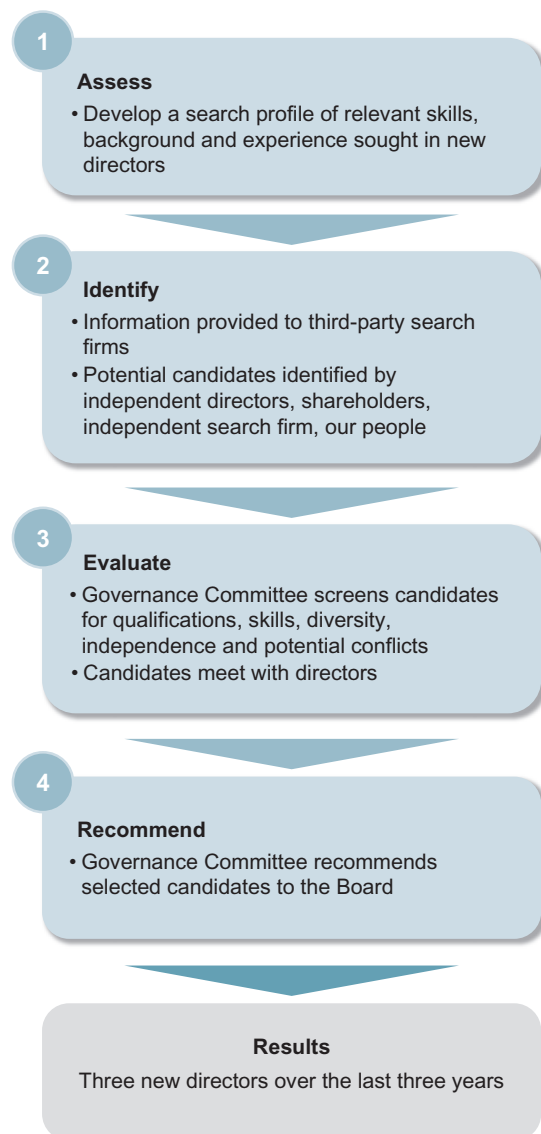 1
Assess
• Develop a search profile of relevant skills,
background and experience sought in new
directors
2
Identify
• Information provided to third-party search
firms
• Potential candidates identified by
independent directors, shareholders,
independent search firm, our people
3
Evaluate
• Governance Committee screens candidates
for qualifications, skills, diversity,
independence and potential conflicts
• Candidates meet with directors
4
Recommend
• Governance Committee recommends
selected candidates to the Board
Results
Three new directors over the last three years